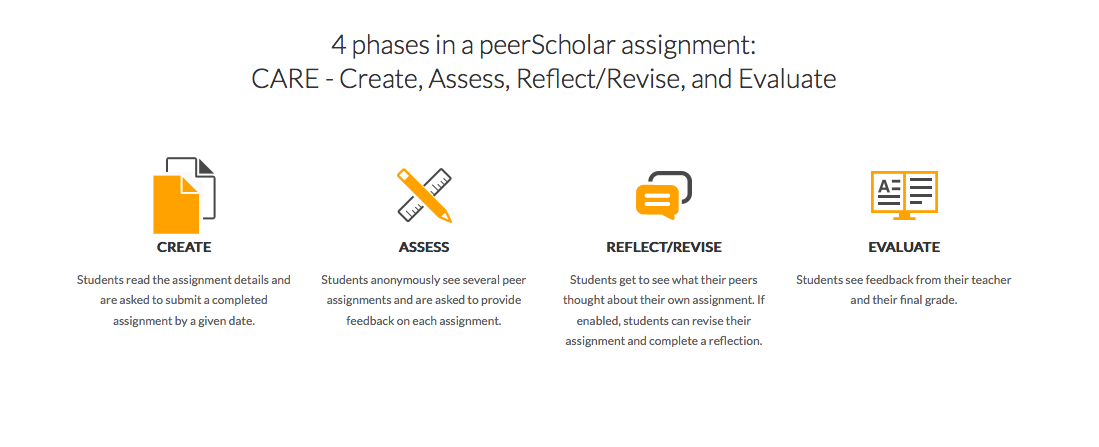 4 phases in a peerScholar assignment:
CARE - Create, Assess, Reflect/Revise, and Evaluate
CREATE
Students read the assignment details and
are asked to submit a completed
assignment by a given date.
ASSESS
Students anonymously see several peer
assignments and are asked to provide
feedback on each assignment.
REFLECT/REVISE
Students get to see what their peers
thought about their own assignment. If
enabled, students can revise their
assignment and complete a reflection.
A
EVALUATE
Students see feedback from their teacher
and their final grade.